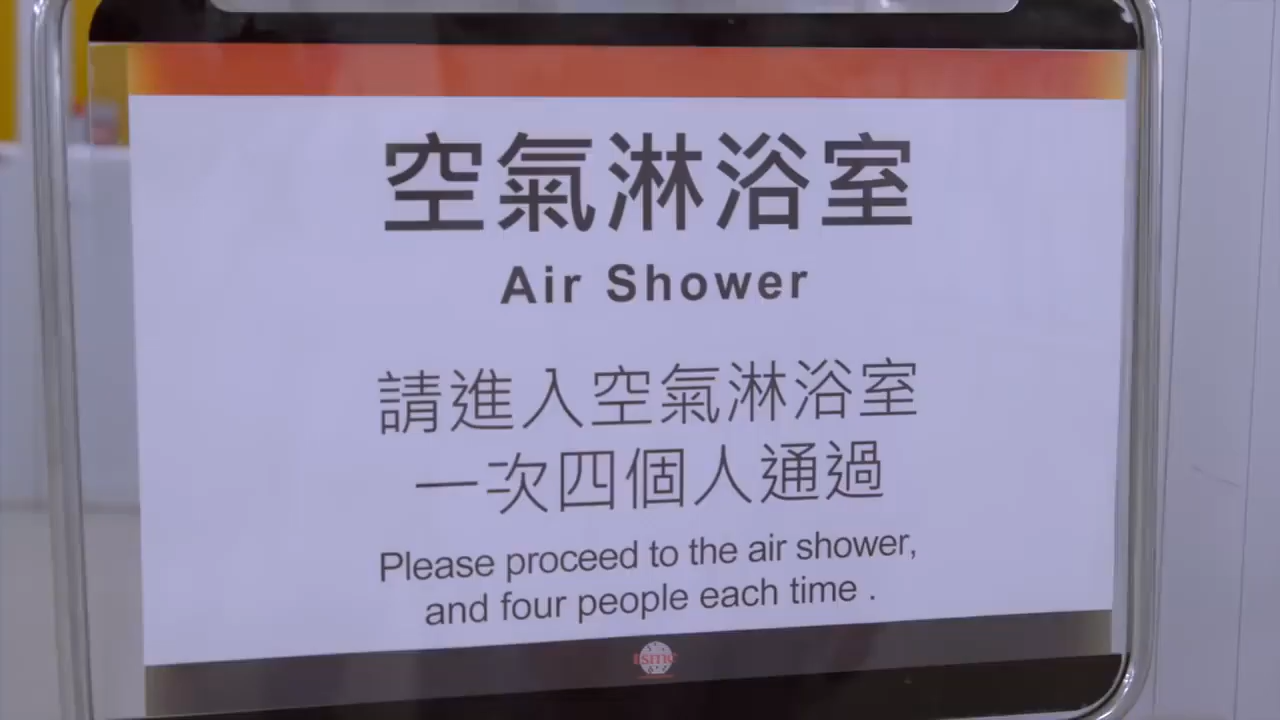 空氣淋浴室
Air Shower
請進入空氣淋浴室
一次四個人通過
Please proceed to the air shower,
and four people each time .
tsmc